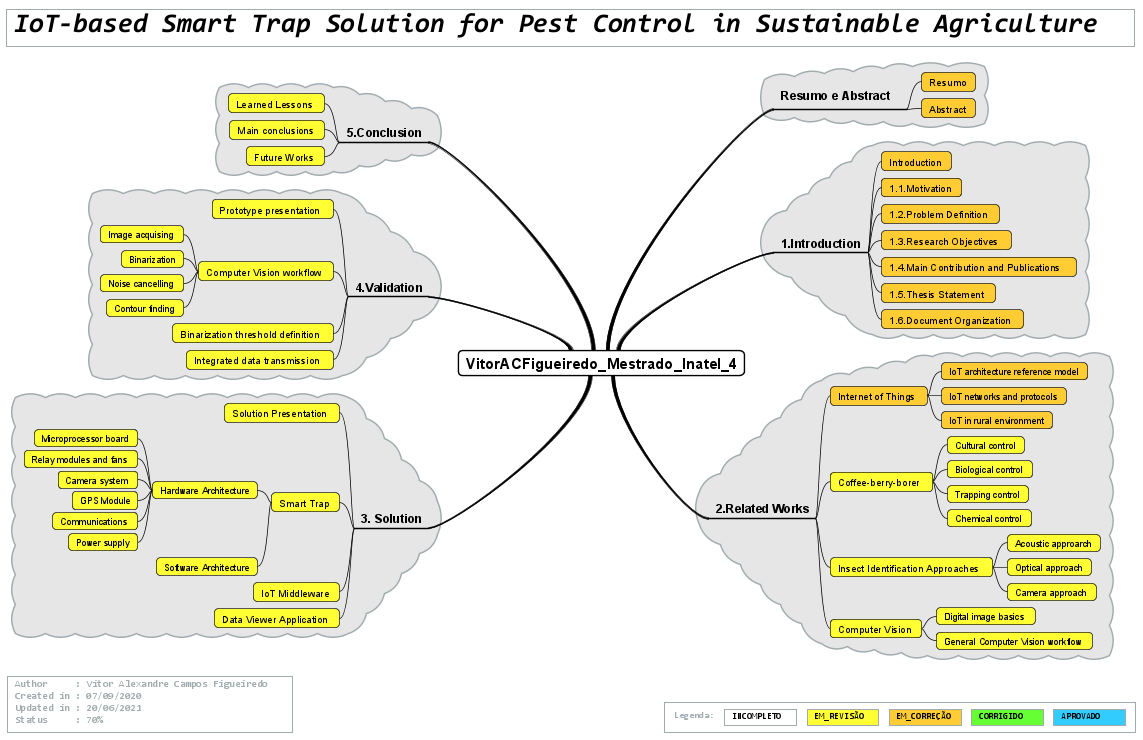 IoT-based Smart Trap Solution for Pest Control in Sustainable Agriculture
Resumo e Abstract
Resumo
Abstract
1.Introduction
Introduction
1.1.Motivation
1.2.Problem Definition
1.3.Research Objectives
1.4.Main Contribution and Publications
1.5.Thesis Statement
1.6.Document Organization
VitorACFigueiredo_Mestrado_Inatel_4
2.Related Works
Internet of Things
IoT architecture reference model
IoT networks and protocols
IoT in rural environment
Coffee-berry-borer
Cultural control
Biological control
Trapping control
Chemical control
Insect Identification Approaches
Acoustic approarch
Optical approach
Camera approach
Computer Vision
Digital image basics
General Computer Vision workflow
5.Conclusion
Learned Lessons
Main conclusions
Future Works
4.Validation
Prototype presentation
Computer Vision workflow
Image acquising
Binarization
Noise cancelling
Contour finding
Binarization threshold definition
Integrated data transmission
3. Solution
Solution Presentation
Smart Trap
Hardware Architecture
Microprocessor board
Relay modules and fans
Camera system
GPS Module
Communications
Power supply
Software Architecture
IoT Middleware
Data Viewer Application
Author : Vitor Alexandre Campos Figueiredo
Created in : 07/09/2020
Updated in : 20/06/2021
Status : 70%
Legenda: INCOMPLETO EM_REVISÃO EM_CORREÇÃO CORRIGIDO APROVADO